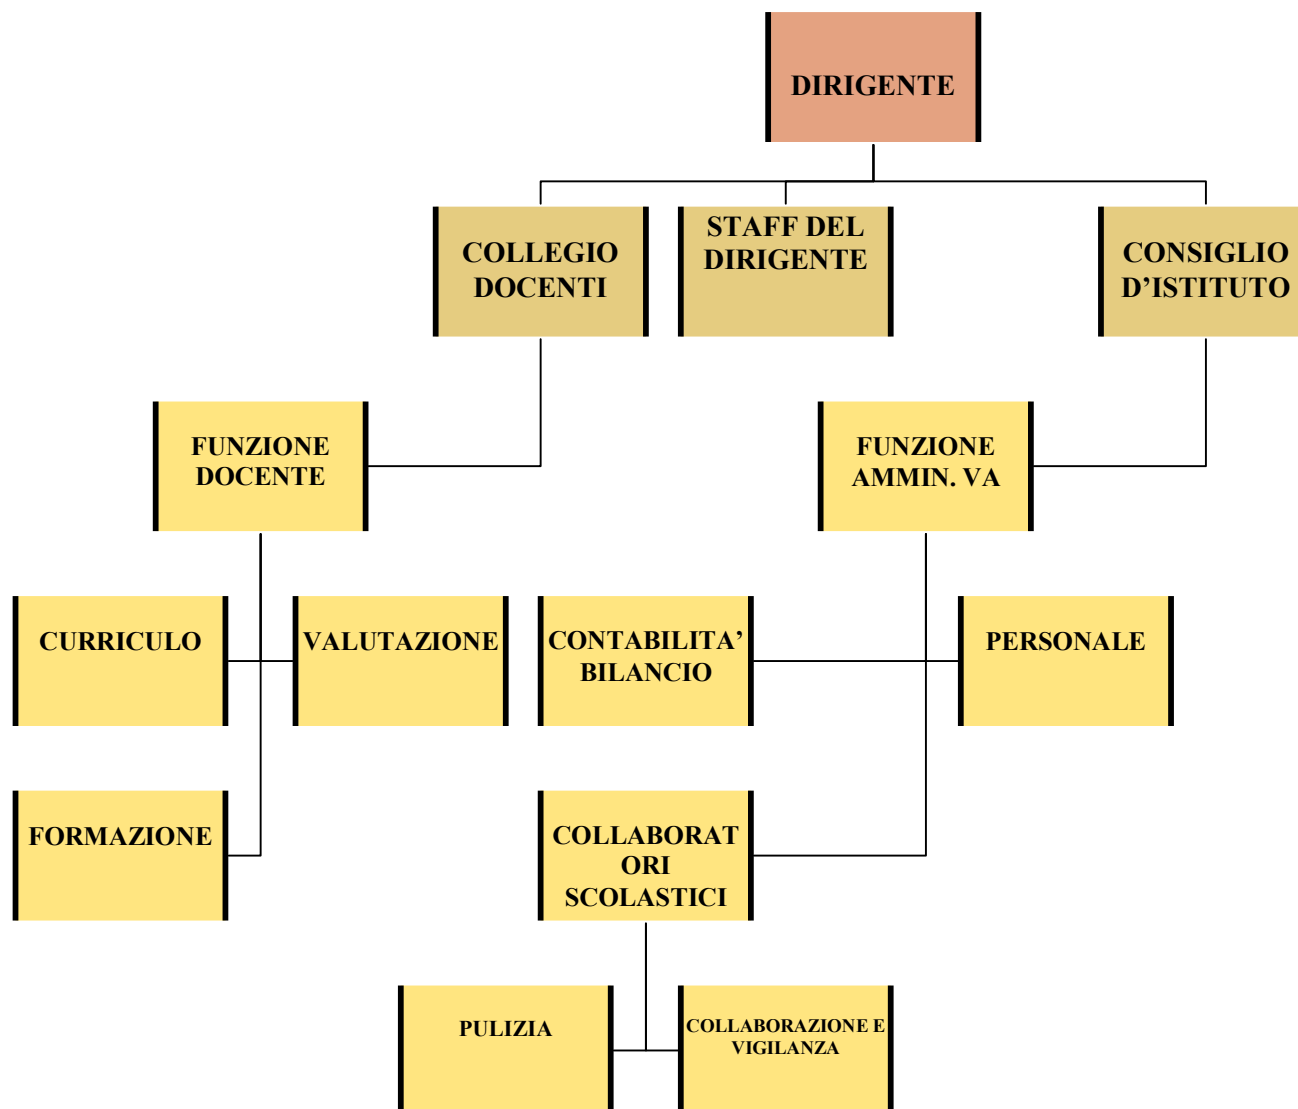 DIRIGENTE
COLLEGIO
DOCENTI
STAFF DEL
DIRIGENTE
CONSIGLIO
D’ISTITUTO
FUNZIONE
DOCENTE
FUNZIONE
AMMIN. VA
CURRICULO
VALUTAZIONE
CONTABILITA’
BILANCIO
PERSONALE
FORMAZIONE
COLLABORAT
ORI
SCOLASTICI
PULIZIA
COLLABORAZIONE E
VIGILANZA